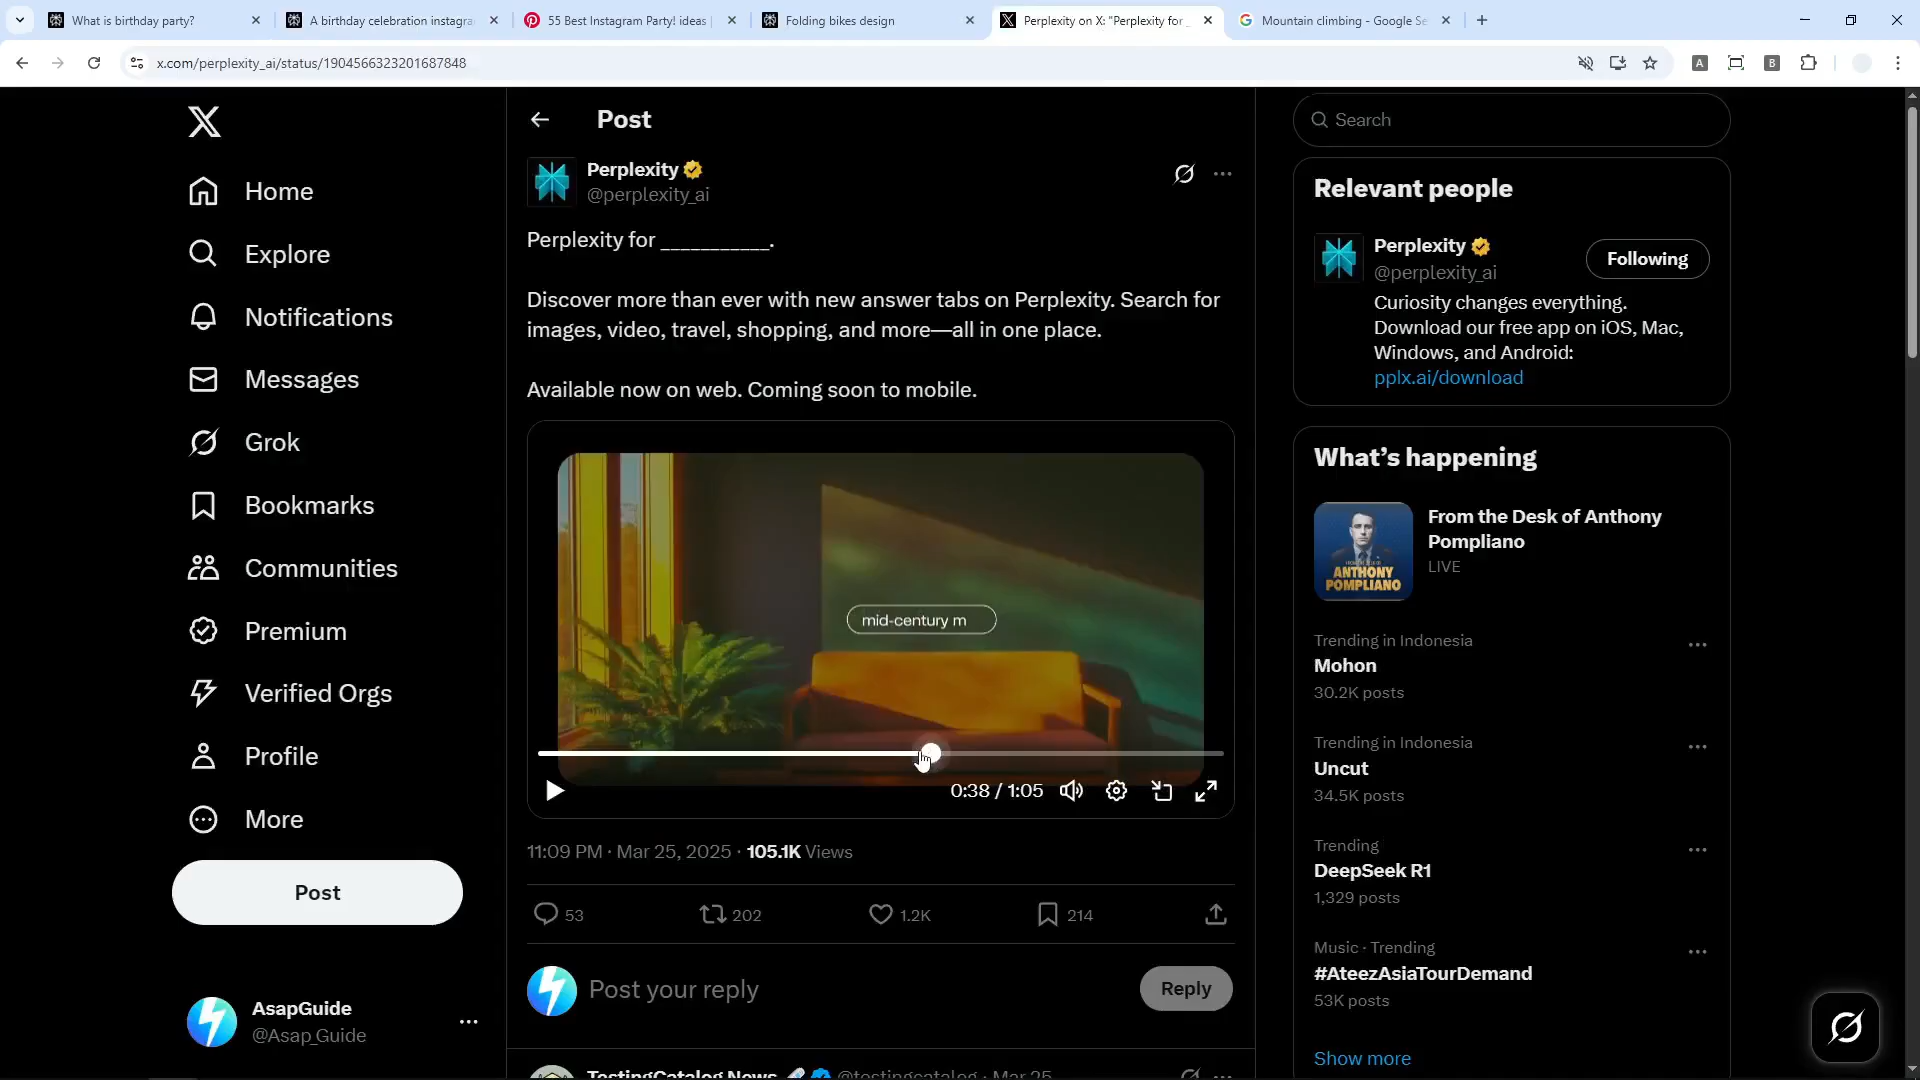 What is birthday party?
A birthday celebration instagra
55 Best Instagram Party! ideas
Folding bikes design
Perplexity on X: "Perplexity for
Mountain climbing - Google Se
x.com/perplexity_ai/status/1904566323201687848
A
B
Home
Explore
Notifications
Messages
Grok
Bookmarks
Communities
Premium
Verified Orgs
Profile
More
Post
AsapGuide
@Asap_Guide
Post
Perplexity
@perplexity_ai
Perplexity for ___________.
Discover more than ever with new answer tabs on Perplexity. Search for
images, video, travel, shopping, and more—all in one place.
Available now on web. Coming soon to mobile.
mid-century m
0:38 / 1:05
11:09 PM · Mar 25, 2025 · 105.1K Views
53
202
1.2K
214
Post your reply
Reply
TestingCatalog News @testingcatalog · Mar 25
Search
Relevant people
Perplexity
@perplexity_ai
Following
Curiosity changes everything.
Download our free app on iOS, Mac,
Windows, and Android:
pplx.ai/download
What's happening
From the Desk of Anthony
Pompliano
LIVE
ANTHONY
POMPLIANO
Trending in Indonesia
Mohon
30.2K posts
Trending in Indonesia
Uncut
34.5K posts
Trending
DeepSeek R1
1,329 posts
Music · Trending
#AteezAsiaTourDemand
53K posts
Show more